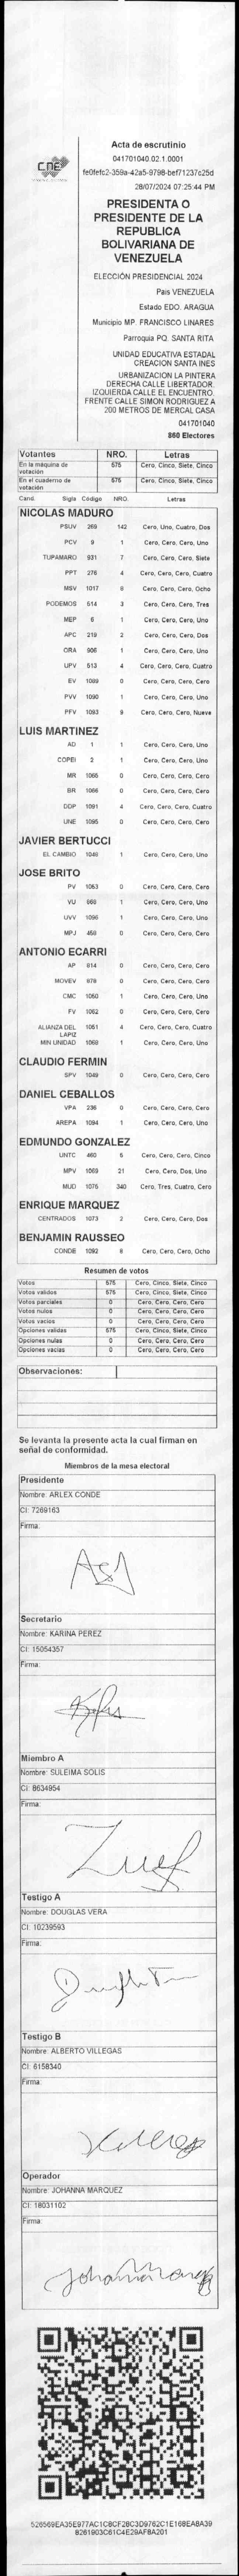 CNE
Acta de escrutinio
041701040.02.1.0001
fe0fefc2-359a-42a5-9798-bef71237c25d
28/07/2024 07:25:44 PM
PRESIDENTA O
PRESIDENTE DE LA
REPUBLICA
BOLIVARIANA DE
VENEZUELA
ELECCIÓN PRESIDENCIAL 2024
Pais VENEZUELA
Estado EDO. ARAGUA
Municipio MP. FRANCISCO LINARES
Parroquia PQ. SANTA RITA
UNIDAD EDUCATIVA ESTADAL
CREACION SANTA INES
URBANIZACION LA PINTERA
DERECHA CALLE LIBERTADOR.
IZQUIERDA CALLE EL ENCUENTRO.
FRENTE CALLE SIMON RODRIGUEZ A
200 METROS DE MERCAL CASA
041701040
860 Electores
Votantes NRO. Letras
En la máquina de votación 575 Cero, Cinco, Siete, Cinco
En el cuaderno de votación 575 Cero, Cinco, Siete, Cinco
Cand. Sigla Código NRO. Letras
NICOLAS MADURO
PSUV 269 142 Cero, Uno, Cuatro, Dos
PCV 9 1 Cero, Cero, Cero, Uno
TUPAMARO 931 7 Cero, Cero, Cero, Siete
PPT 276 4 Cero, Cero, Cero, Cuatro
MSV 1017 8 Cero, Cero, Cero, Ocho
PODEMOS 514 3 Cero, Cero, Cero, Tres
MEP 6 1 Cero, Cero, Cero, Uno
APC 219 2 Cero, Cero, Cero, Dos
ORA 906 1 Cero, Cero, Cero, Uno
UPV 513 4 Cero, Cero, Cero, Cuatro
EV 1089 0 Cero, Cero, Cero, Cero
PVV 1090 1 Cero, Cero, Cero, Uno
PFV 1093 9 Cero, Cero, Cero, Nueve
LUIS MARTINEZ
AD 1 1 Cero, Cero, Cero, Uno
COPEI 2 1 Cero, Cero, Cero, Uno
MR 1065 0 Cero, Cero, Cero, Cero
BR 1066 0 Cero, Cero, Cero, Cero
DDP 1091 4 Cero, Cero, Cero, Cuatro
UNE 1095 0 Cero, Cero, Cero, Cero
JAVIER BERTUCCI
EL CAMBIO 1046 1 Cero, Cero, Cero, Uno
JOSE BRITO
PV 1053 0 Cero, Cero, Cero, Cero
VU 669 1 Cero, Cero, Cero, Uno
UVV 1096 1 Cero, Cero, Cero, Uno
MPJ 458 0 Cero, Cero, Cero, Cero
ANTONIO ECARRI
AP 814 0 Cero, Cero, Cero, Cero
MOVEV 879 0 Cero, Cero, Cero, Cero
CMC 1050 1 Cero, Cero, Cero, Uno
FV 1052 0 Cero, Cero, Cero, Cero
ALIANZA DEL LAPIZ 1051 4 Cero, Cero, Cero, Cuatro
MIN UNIDAD 1068 1 Cero, Cero, Cero, Uno
CLAUDIO FERMIN
SPV 1049 0 Cero, Cero, Cero, Cero
DANIEL CEBALLOS
VPA 236 0 Cero, Cero, Cero, Cero
AREPA 1094 1 Cero, Cero, Cero, Uno
EDMUNDO GONZALEZ
UNTC 460 5 Cero, Cero, Cero, Cinco
MPV 1069 21 Cero, Cero, Dos, Uno
MUD 1075 340 Cero, Tres, Cuatro, Cero
ENRIQUE MARQUEZ
CENTRADOS 1073 2 Cero, Cero, Cero, Dos
BENJAMIN RAUSSEO
CONDE 1092 8 Cero, Cero, Cero, Ocho
Resumen de votos
Votos 575 Cero, Cinco, Siete, Cinco
Votos validos 575 Cero, Cinco, Siete, Cinco
Votos parciales 0 Cero, Cero, Cero, Cero
Votos nulos 0 Cero, Cero, Cero, Cero
Votos vacios 0 Cero, Cero, Cero, Cero
Opciones validas 575 Cero, Cinco, Siete, Cinco
Opciones nulas 0 Cero, Cero, Cero, Cero
Opciones vacias 0 Cero, Cero, Cero, Cero
Observaciones:
Se levanta la presente acta la cual firman en
señal de conformidad.
Miembros de la mesa electoral
Presidente
Nombre: ARLEX CONDE
CI: 7269163
Firma:
Secretario
Nombre: KARINA PEREZ
CI: 15054357
Firma:
Miembro A
Nombre: SULEIMA SOLIS
CI: 8634954
Firma:
Testigo A
Nombre: DOUGLAS VERA
CI: 10239593
Firma:
Testigo B
Nombre: ALBERTO VILLEGAS
CI: 6158340
Firma:
Operador
Nombre: JOHANNA MARQUEZ
CI: 18031102
Firma:
526569EA35E977AC1C8CF28C3D9762C1E168EA8A39
8261903C61C4E29AF8A201